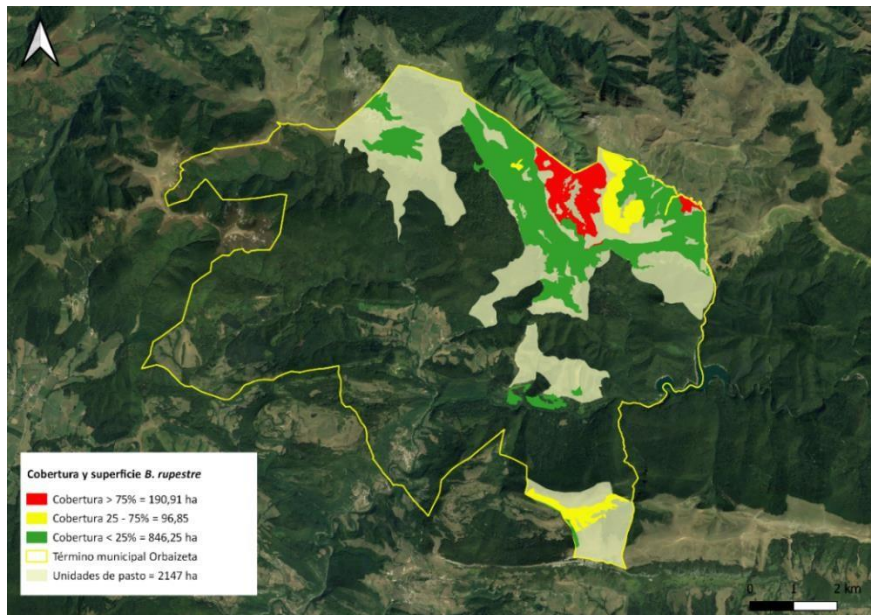 Cobertura y superficie B. rupestre
Cobertura > 75% = 190,91 ha
Cobertura 25 - 75% = 96,85
Cobertura < 25% = 846,25 ha
Término municipal Orbaizeta
Unidades de pasto = 2147 ha
0 1 2 km